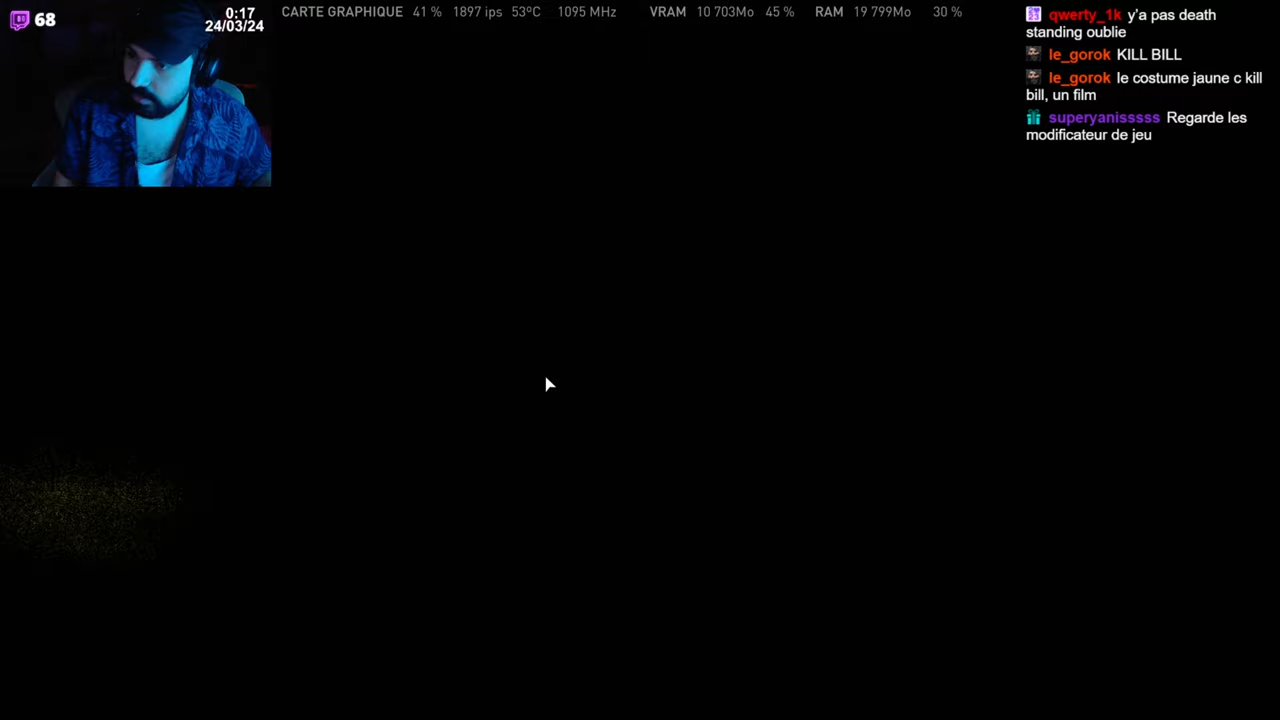 68
0:17
24/03/24
CARTE GRAPHIQUE 41 % 1897 ips 53°C 1095 MHz VRAM 10 703Mo 45 % RAM 19 799Mo 30 %
qwerty_1k y'a pas death
standing oublie
le_gorok KILL BILL
le_gorok le costume jaune c kill
bill, un film
superyanisssss Regarde les
modificateur de jeu